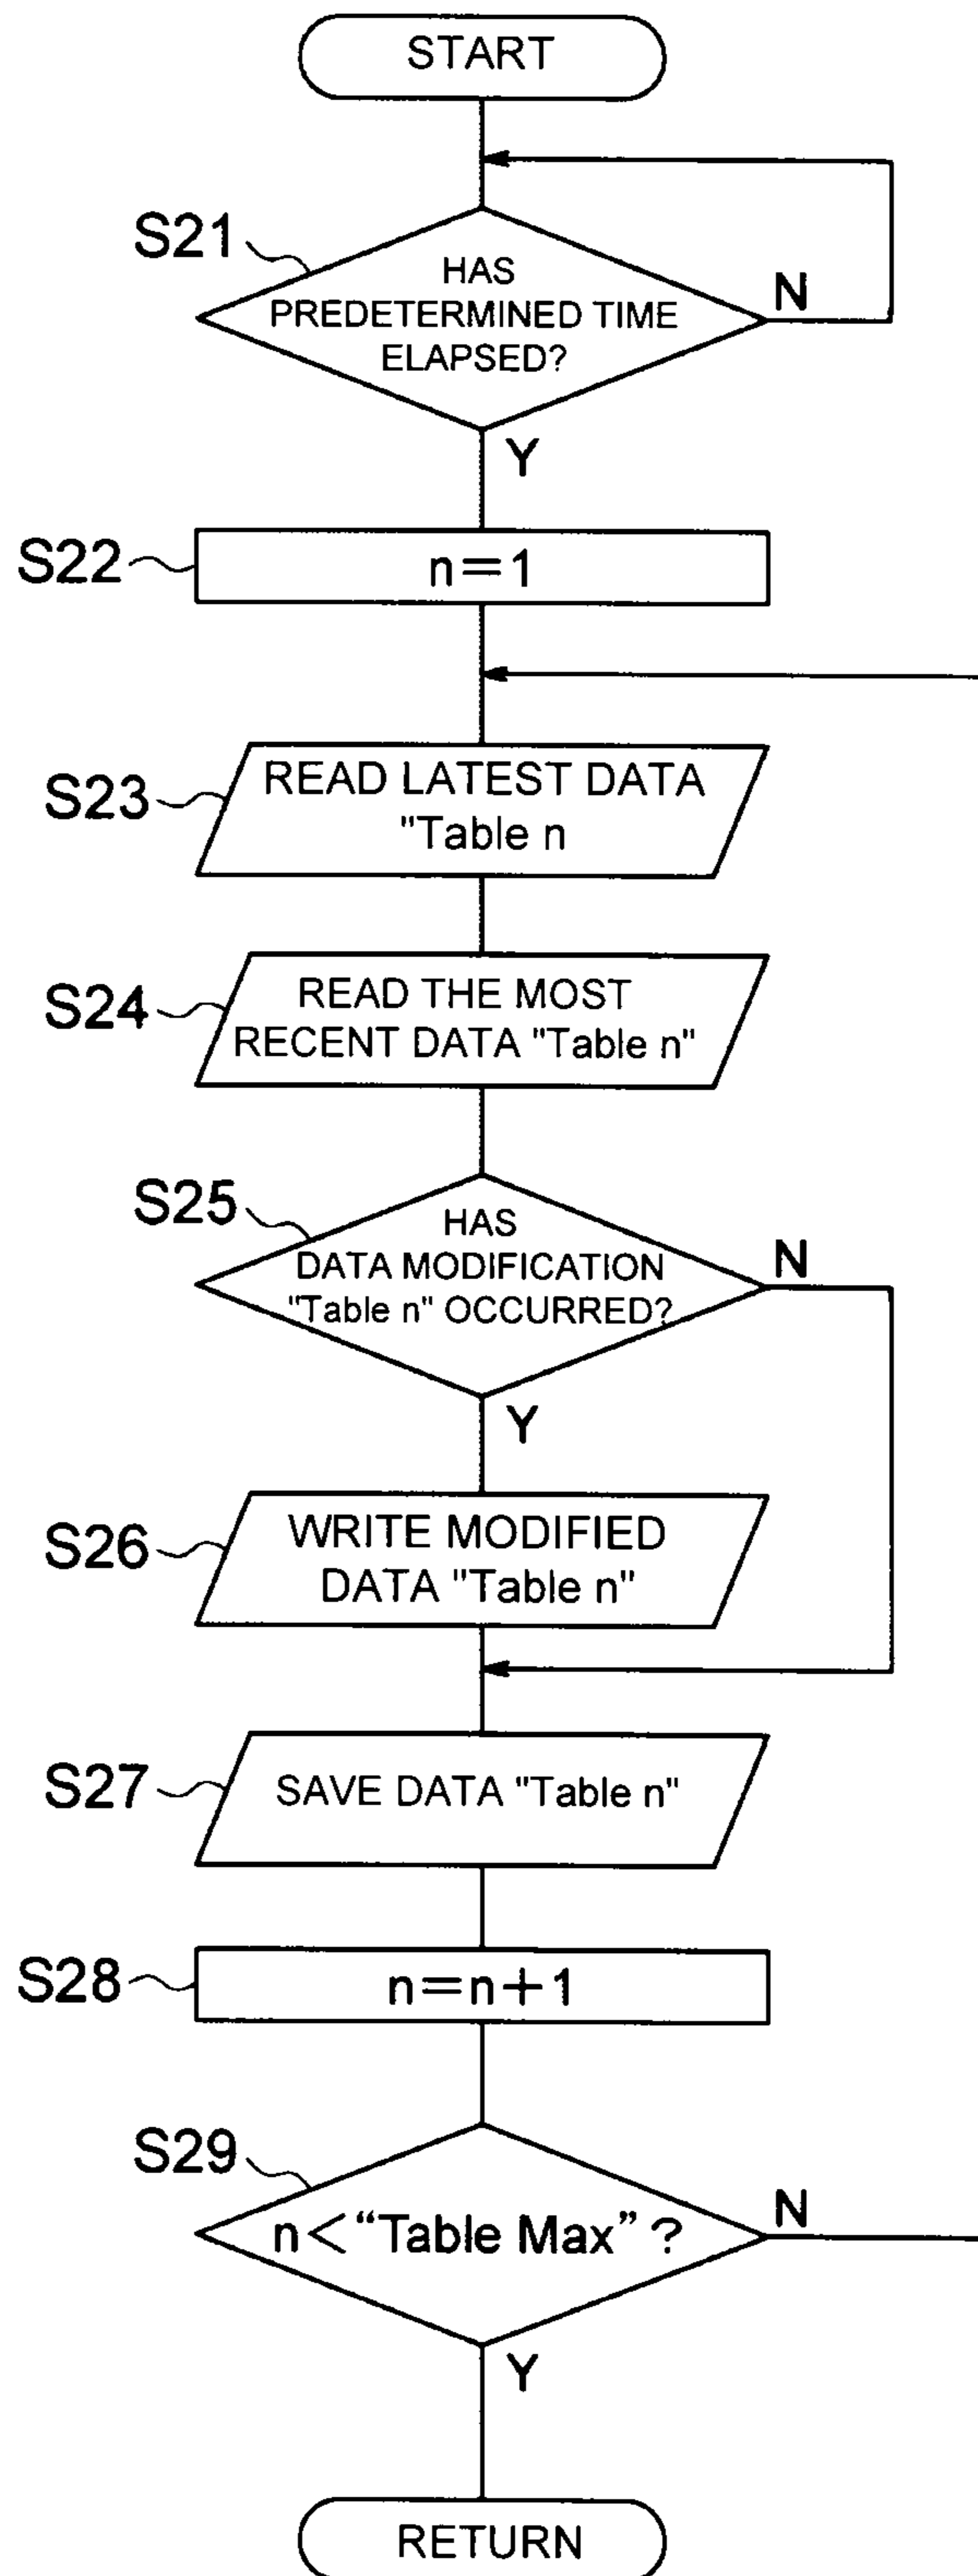 START
S21
HAS
PREDETERMINED TIME
ELAPSED?
N
Y
S22
n=1
S23
READ LATEST DATA
"Table n
S24
READ THE MOST
RECENT DATA "Table n"
S25
HAS
DATA MODIFICATION
"Table n" OCCURRED?
N
Y
S26
WRITE MODIFIED
DATA "Table n"
S27
SAVE DATA "Table n"
S28
n=n+1
S29
n<“Table Max”?
N
Y
RETURN